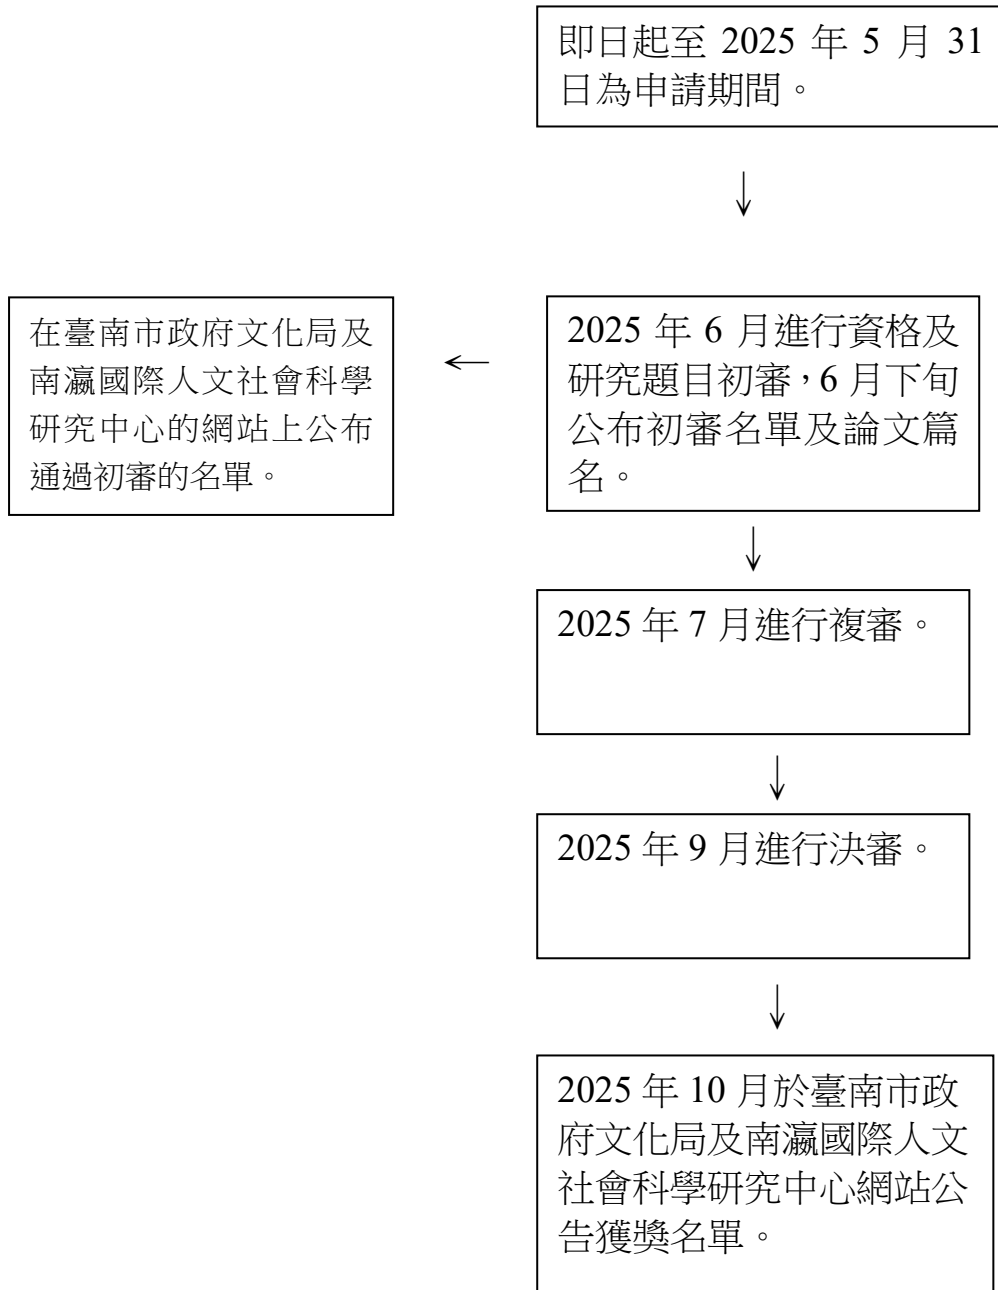 即日起至 2025 年 5 月 31
日為申請期間。
↓
2025 年 6 月進行資格及
研究題目初審，6 月下旬
公布初審名單及論文篇
名。
←
在臺南市政府文化局及
南瀛國際人文社會科學
研究中心的網站上公布
通過初審的名單。
↓
2025 年 7 月進行複審。
↓
2025 年 9 月進行決審。
↓
2025 年 10 月於臺南市政
府文化局及南瀛國際人文
社會科學研究中心網站公
告獲獎名單。